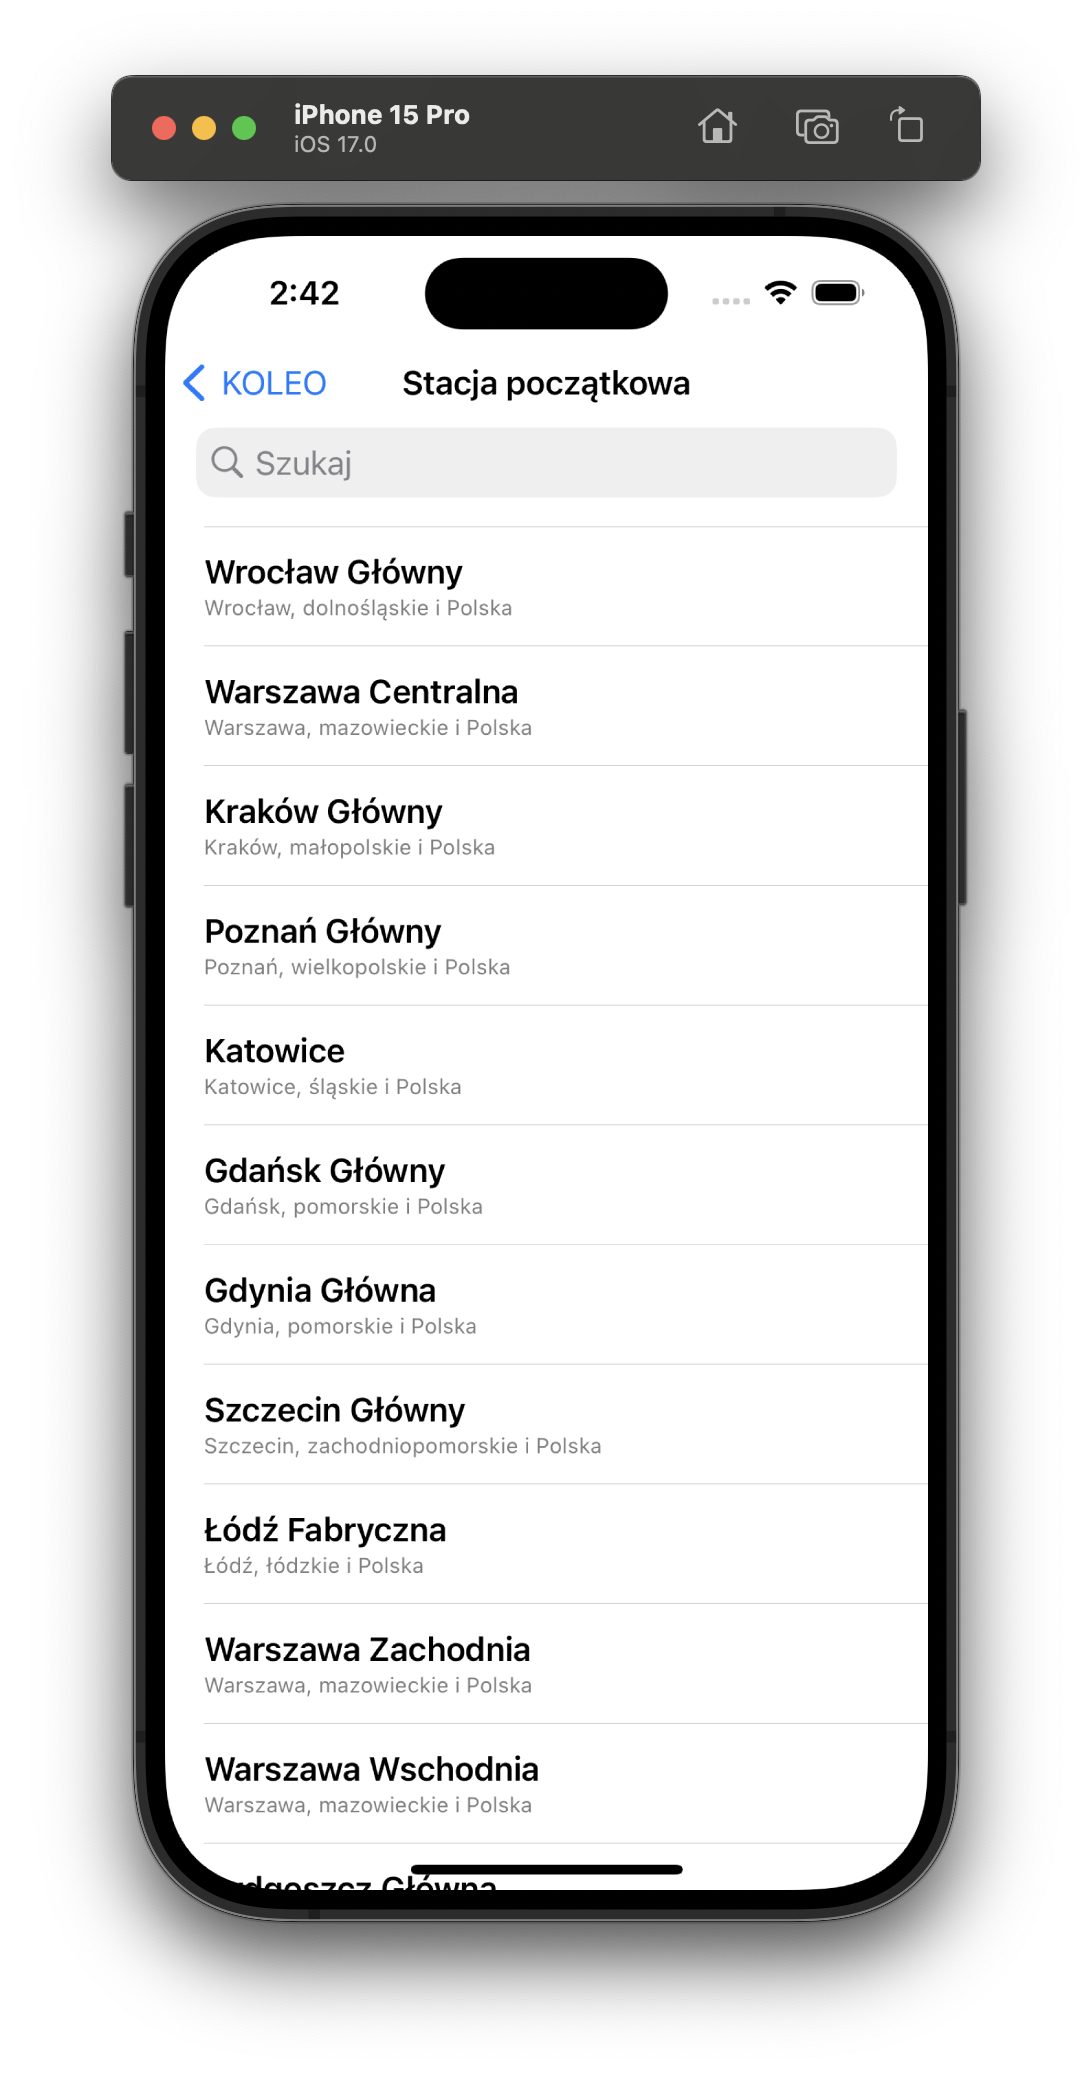 iPhone 15 Pro
iOS 17.0
2:42
KOLEO
Stacja początkowa
Szukaj
Wrocław Główny
Wrocław, dolnośląskie i Polska
Warszawa Centralna
Warszawa, mazowieckie i Polska
Kraków Główny
Kraków, małopolskie i Polska
Poznań Główny
Poznań, wielkopolskie i Polska
Katowice
Katowice, śląskie i Polska
Gdańsk Główny
Gdańsk, pomorskie i Polska
Gdynia Główna
Gdynia, pomorskie i Polska
Szczecin Główny
Szczecin, zachodniopomorskie i Polska
Łódź Fabryczna
Łódź, łódzkie i Polska
Warszawa Zachodnia
Warszawa, mazowieckie i Polska
Warszawa Wschodnia
Warszawa, mazowieckie i Polska
Główna